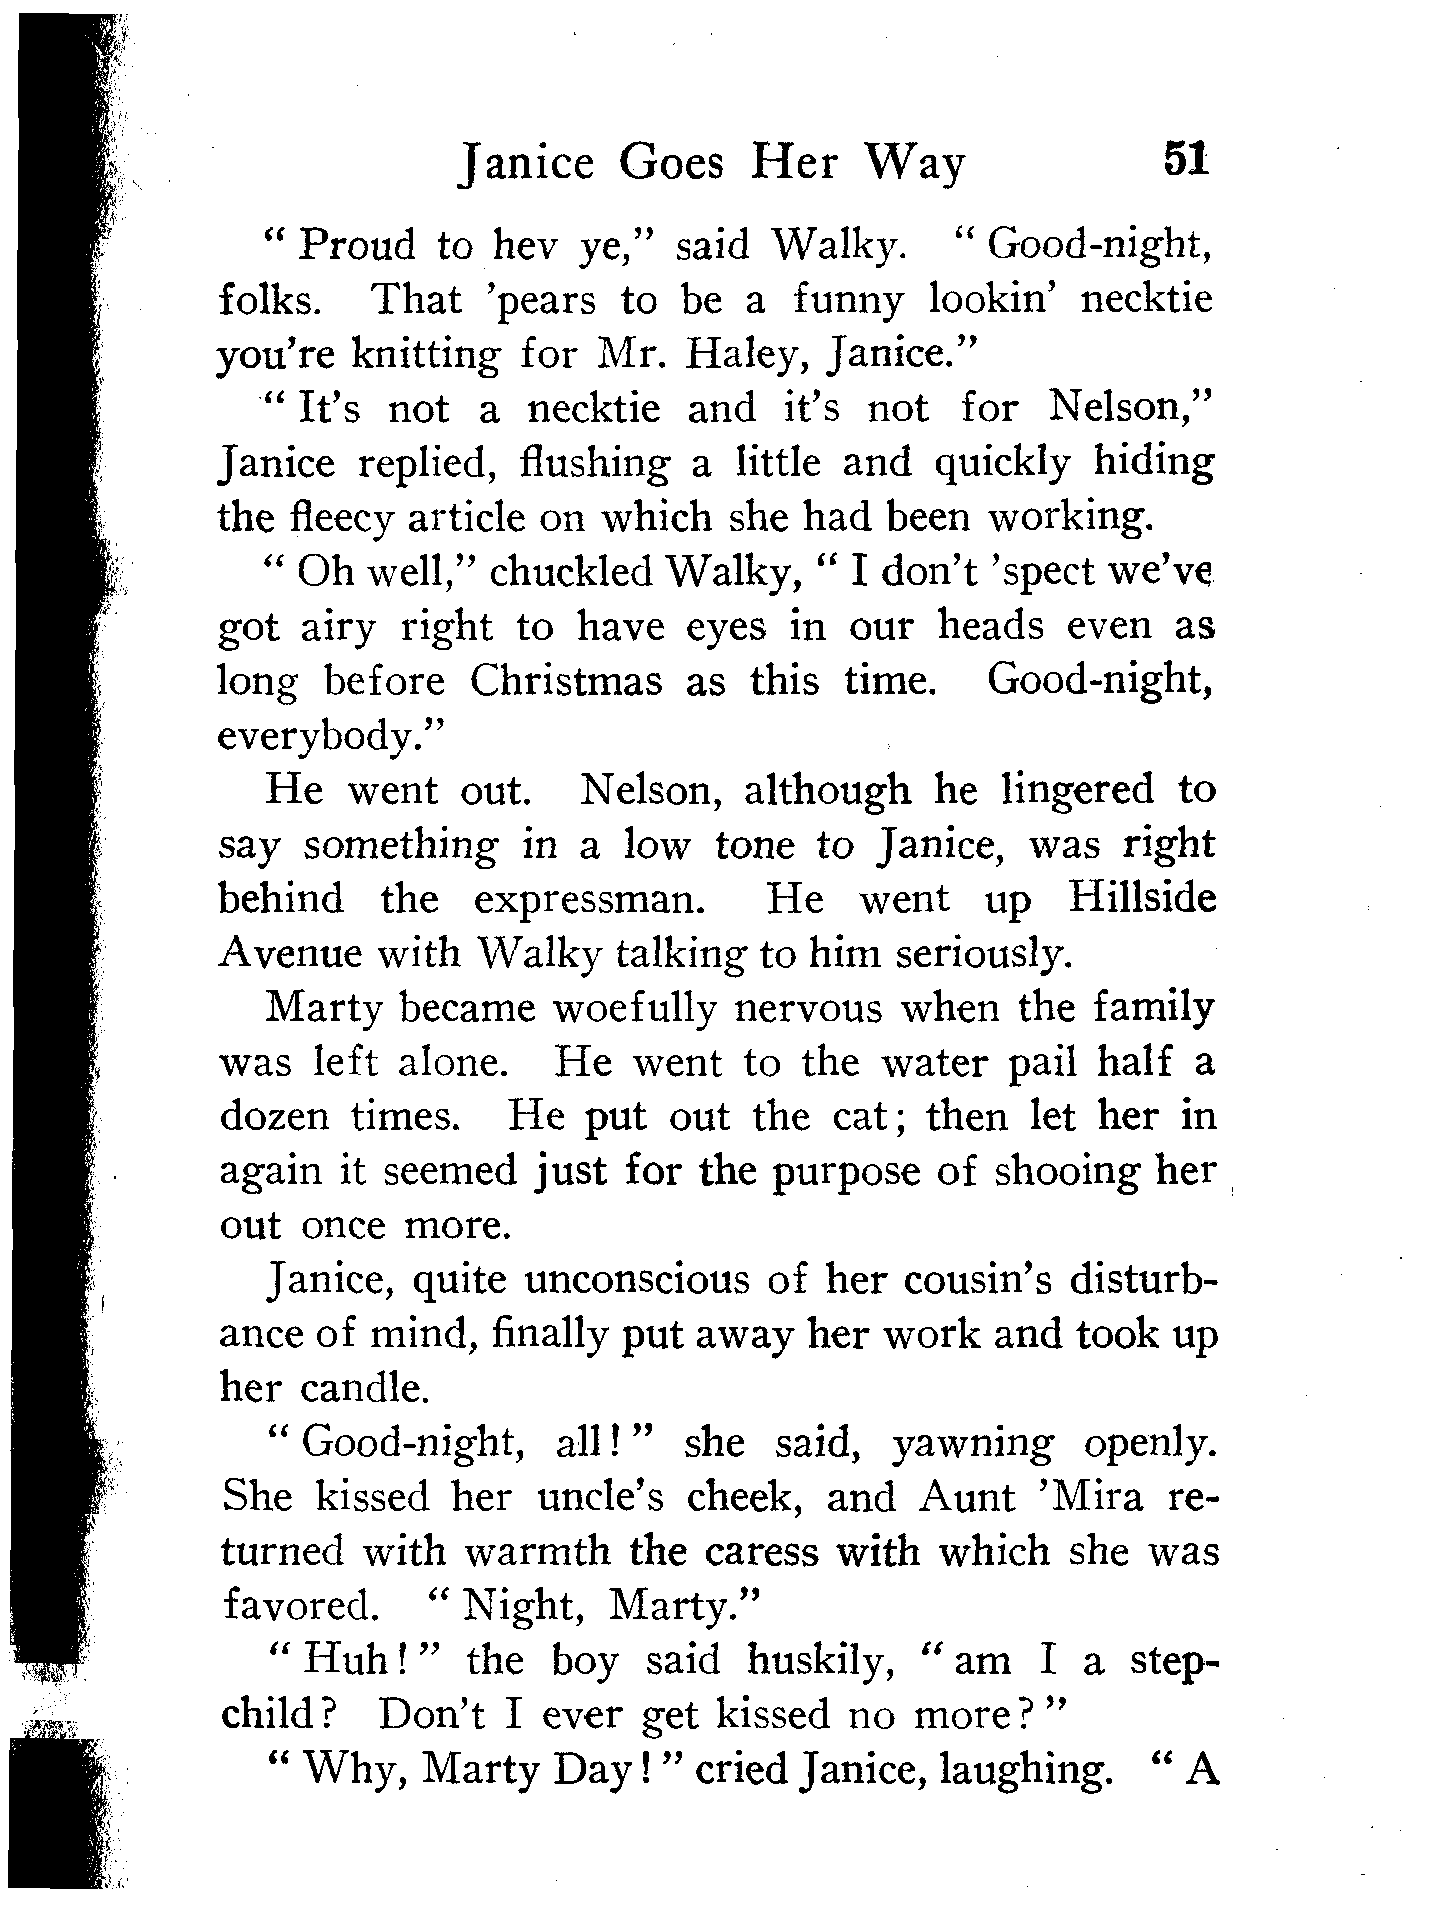 Janice Goes Her Way 51
“ Proud to hev ye,” said Walky. “ Good-night,
folks. That ’pears to be a funny lookin’ necktie
you’re knitting for Mr. Haley, Janice.”
“ It’s not a necktie and it’s not for Nelson,”
Janice replied, flushing a little and quickly hiding
the fleecy article on which she had been working.
“ Oh well,” chuckled Walky, “ I don’t ’spect we’ve
got airy right to have eyes in our heads even as
long before Christmas as this time. Good-night,
everybody.”
He went out. Nelson, although he lingered to
say something in a low tone to Janice, was right
behind the expressman. He went up Hillside
Avenue with Walky talking to him seriously.
Marty became woefully nervous when the family
was left alone. He went to the water pail half a
dozen times. He put out the cat; then let her in
again it seemed just for the purpose of shooing her
out once more.
Janice, quite unconscious of her cousin’s disturb-
ance of mind, finally put away her work and took up
her candle.
“ Good-night, all! ” she said, yawning openly.
She kissed her uncle’s cheek, and Aunt ’Mira re-
turned with warmth the caress with which she was
favored. “ Night, Marty.”
“ Huh! ” the boy said huskily, “ am I a step-
child? Don’t I ever get kissed no more? ”
“ Why, Marty Day! ” cried Janice, laughing. “ A